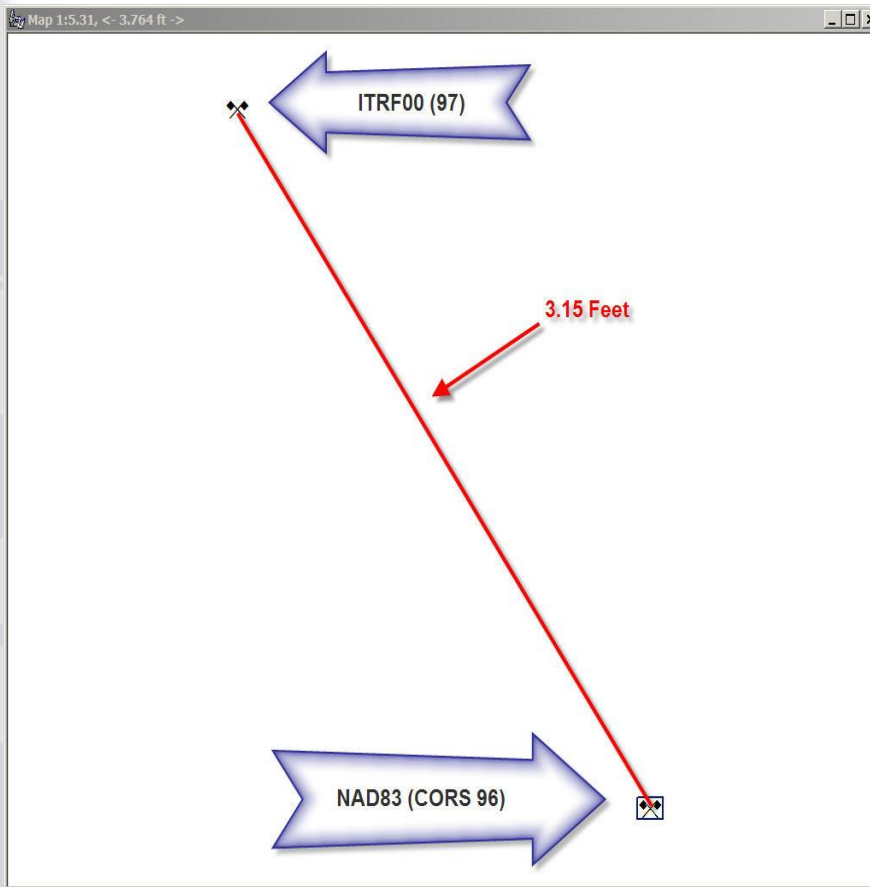 Map 1:5.31, <- 3.764 ft ->
ITRF00 (97)
3.15 Feet
NAD83 (CORS 96)